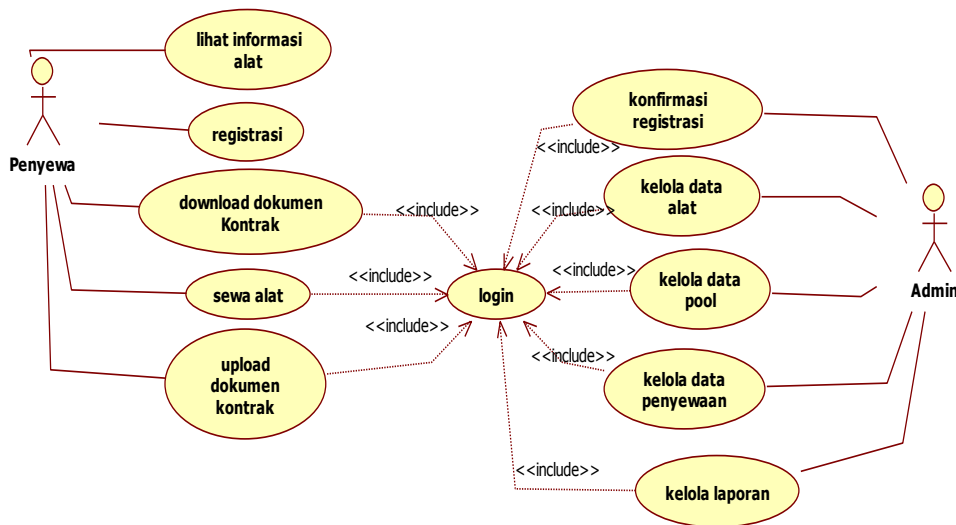 lihat informasi
alat
Penyewa
registrasi
download dokumen
Kontrak
sewa alat
upload
dokumen
kontrak
<<include>>
<<include>>
<<include>>
login
<<include>>
<<include>>
<<include>>
<<include>>
<<include>>
konfirmasi
registrasi
kelola data
alat
kelola data
pool
kelola data
penyewaan
kelola laporan
Admin